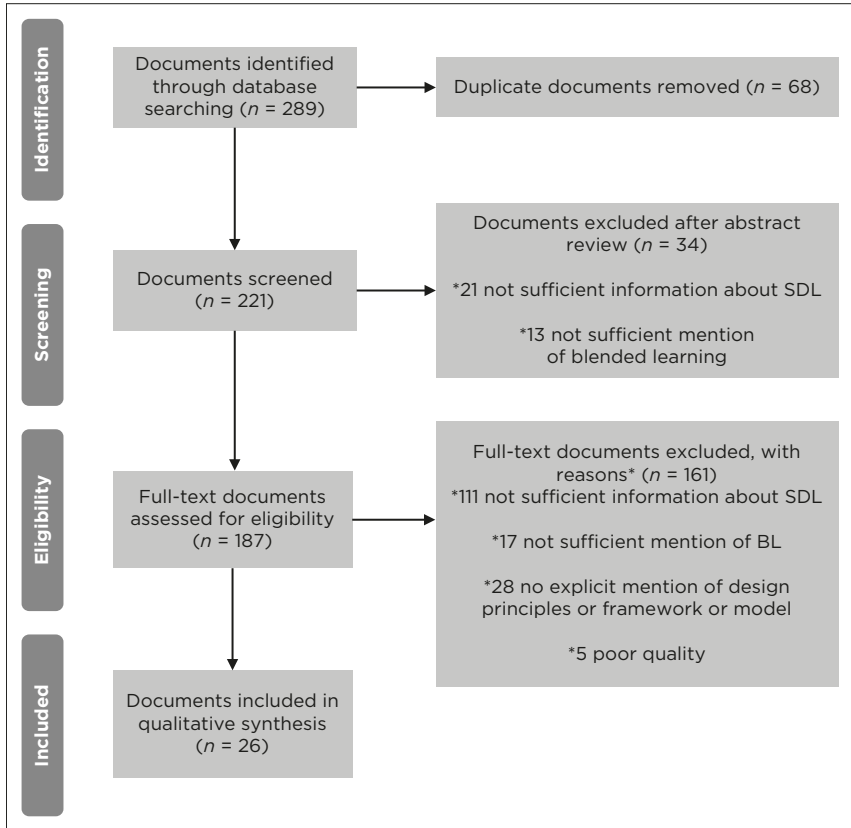 Identification
Documents identified
through database
searching (n = 289)
Duplicate documents removed (n = 68)
Screening
Documents screened
(n = 221)
Documents excluded after abstract
review (n = 34)
*21 not sufficient information about SDL
*13 not sufficient mention
of blended learning
Eligibility
Full-text documents
assessed for eligibility
(n = 187)
Full-text documents excluded, with
reasons* (n = 161)
*111 not sufficient information about SDL
*17 not sufficient mention of BL
*28 no explicit mention of design
principles or framework or model
*5 poor quality
Included
Documents included in
qualitative synthesis
(n = 26)